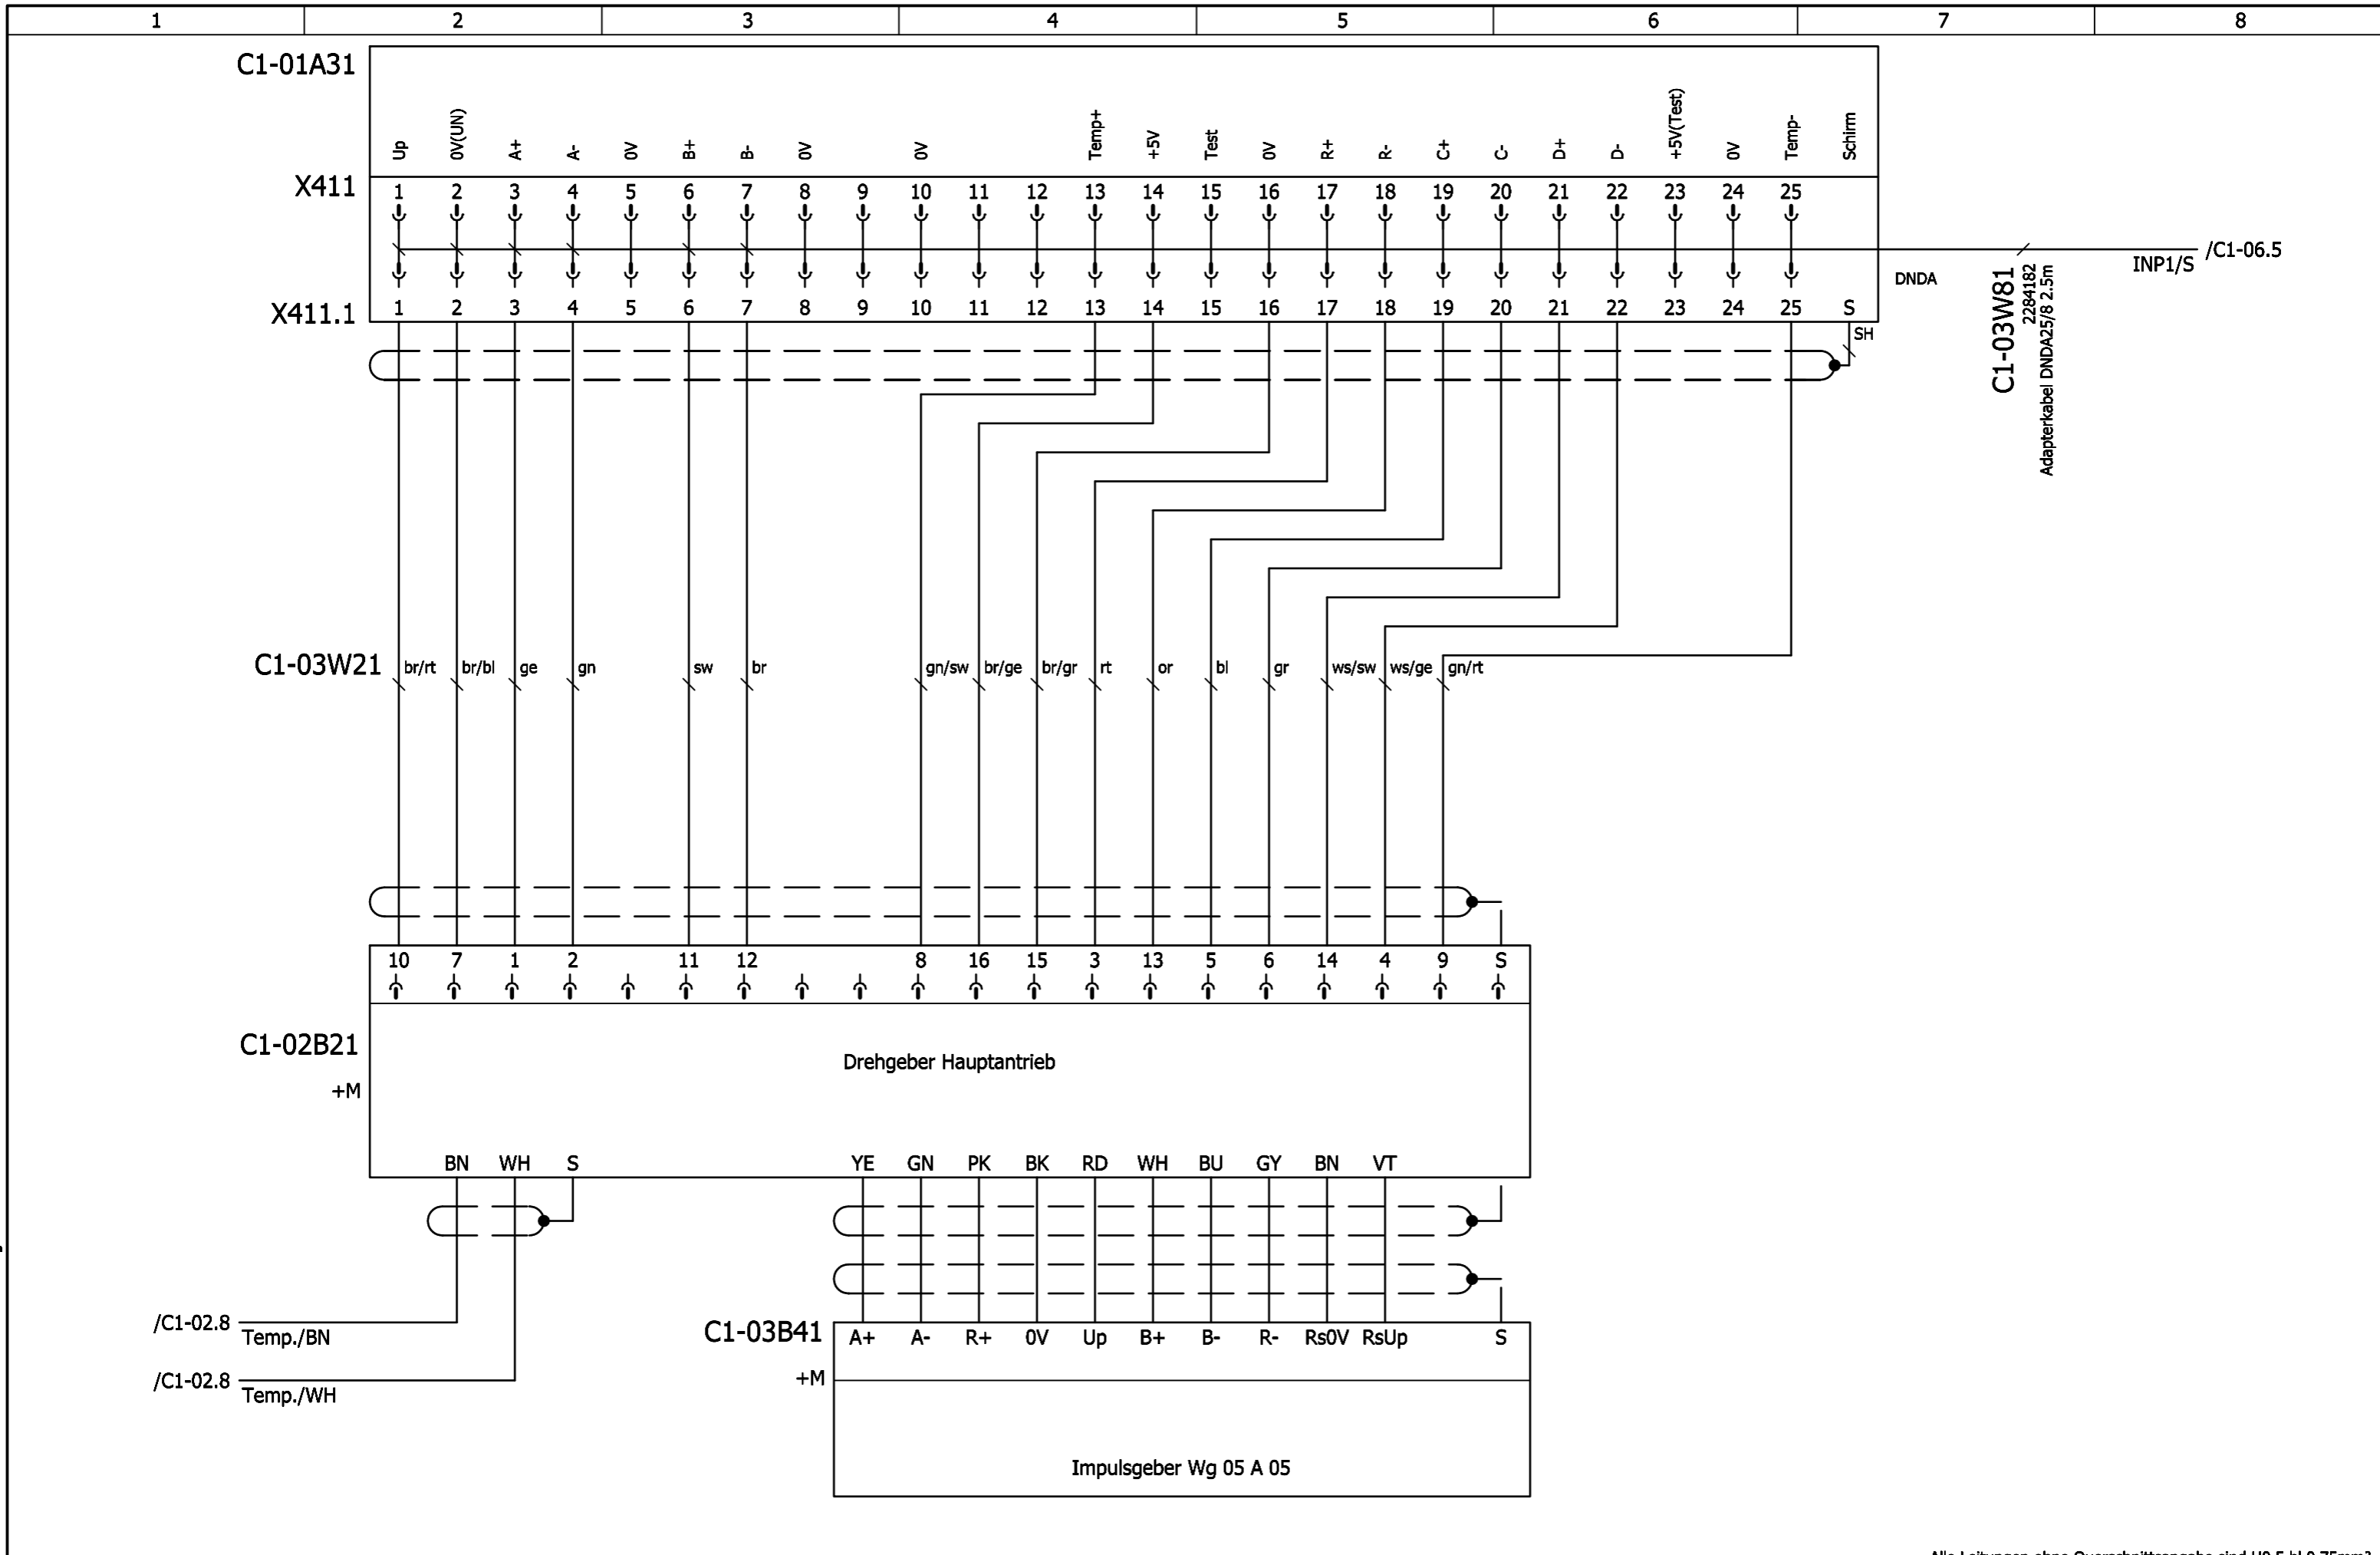 1 2 3 4 5 6 7 8
C1-01A31
Up 0V(UN) A+ A- 0V B+ B- 0V 0V Temp+ +5V Test 0V R+ R- C+ C- D+ D- +5V(Test) 0V Temp- Schirm
X411 1 2 3 4 5 6 7 8 9 10 11 12 13 14 15 16 17 18 19 20 21 22 23 24 25
/C1-06.5
INP1/S
DNDA
X411.1 1 2 3 4 5 6 7 8 9 10 11 12 13 14 15 16 17 18 19 20 21 22 23 24 25 S
SH
C1-03W81
2284182
Adapterkabel DNDA25/8 2.5m
C1-03W21 br/rt br/bl ge gn sw br gn/sw br/ge br/gr rt or bl gr ws/sw ws/ge gn/rt
10 7 1 2 11 12 8 16 15 3 13 5 6 14 4 9 S
C1-02B21
Drehgeber Hauptantrieb
+M
BN WH S YE GN PK BK RD WH BU GY BN VT
/C1-02.8
Temp./BN
C1-03B41 A+ A- R+ 0V Up B+ B- R- Rs0V RsUp S
/C1-02.8
Temp./WH
+M
Impulsgeber Wg 05 A 05